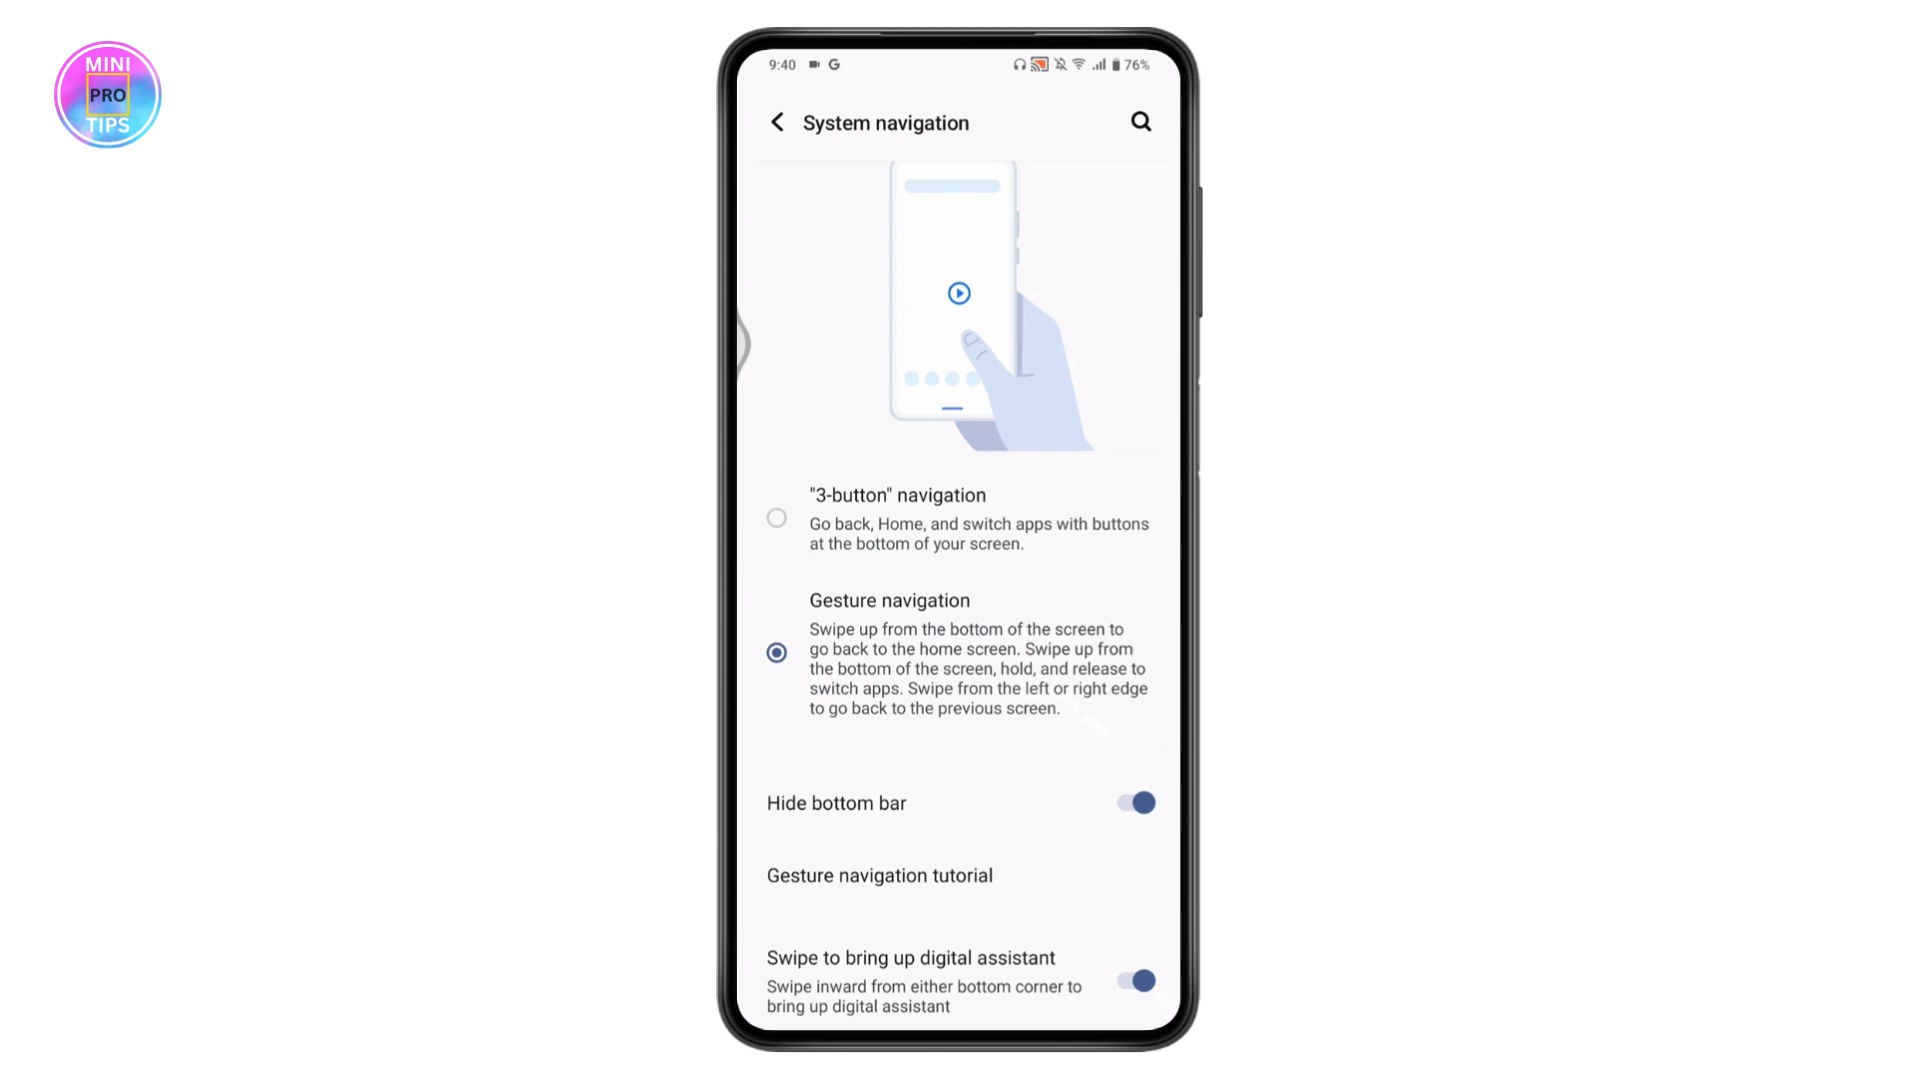 MINI
PRO
TIPS
9:40 G 76%
System navigation
"3-button" navigation
Go back, Home, and switch apps with buttons
at the bottom of your screen.
Gesture navigation
Swipe up from the bottom of the screen to
go back to the home screen. Swipe up from
the bottom of the screen, hold, and release to
switch apps. Swipe from the left or right edge
to go back to the previous screen.
Hide bottom bar
Gesture navigation tutorial
Swipe to bring up digital assistant
Swipe inward from either bottom corner to
bring up digital assistant